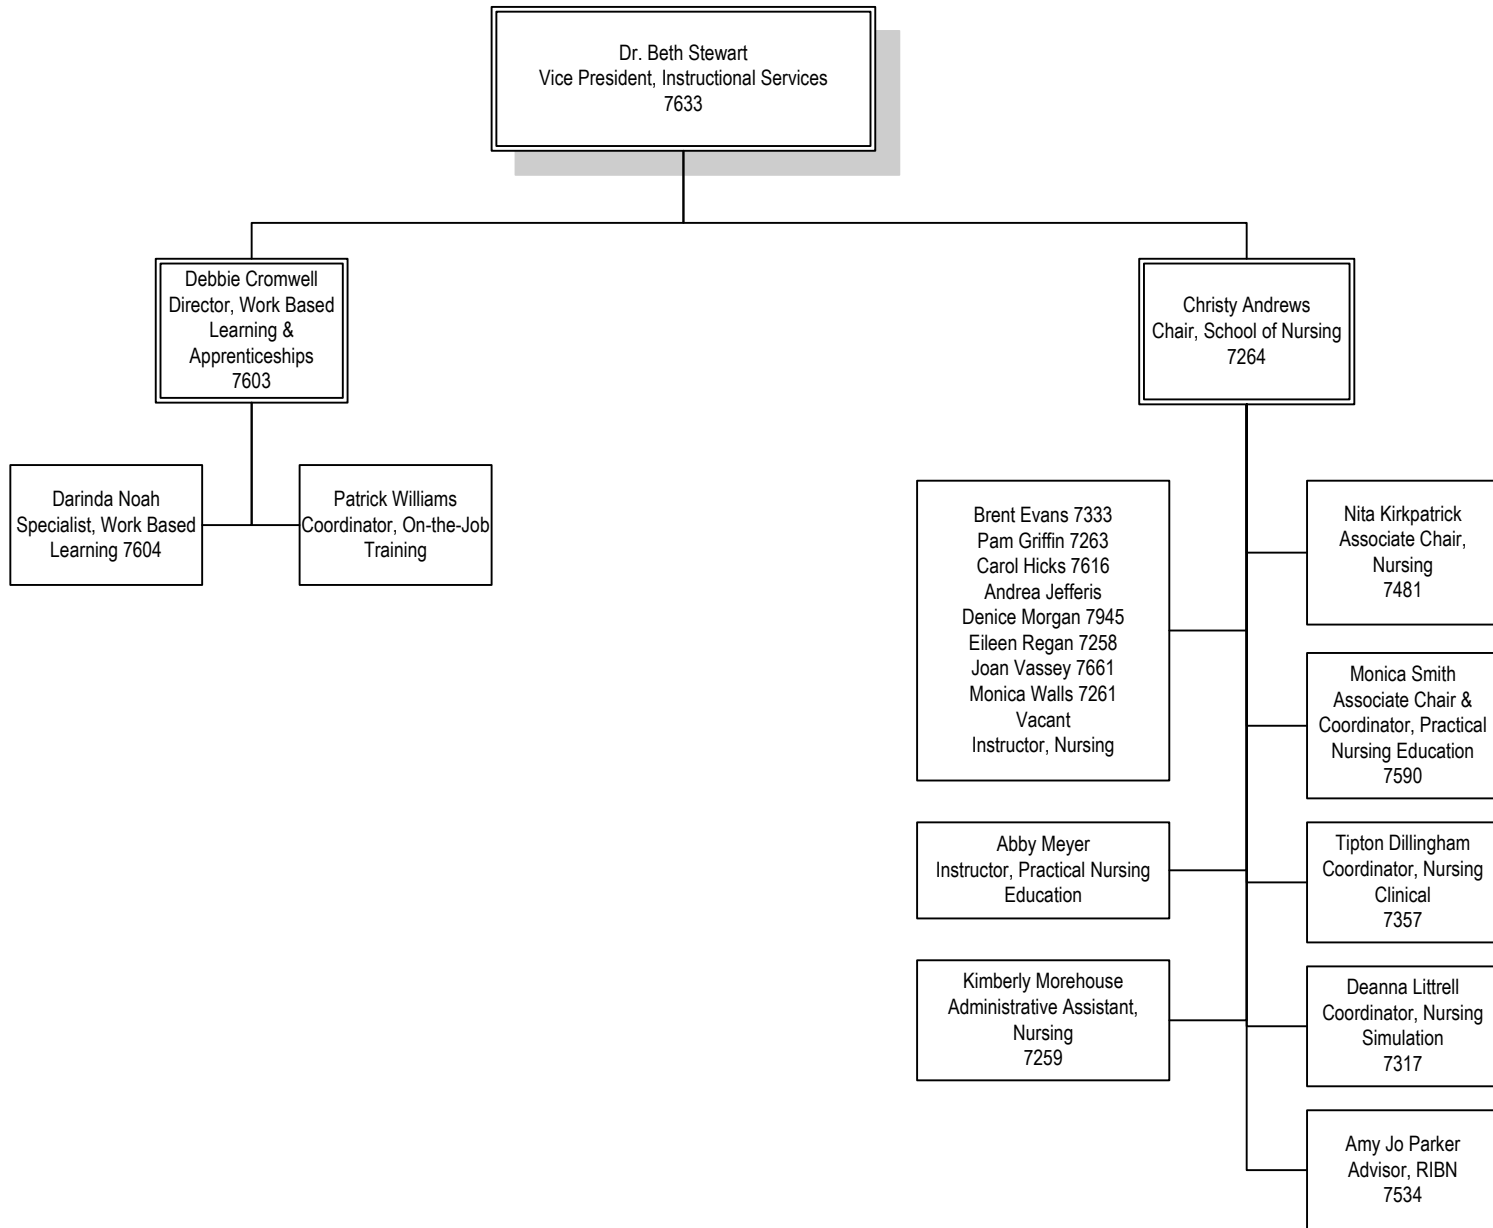 Dr. Beth Stewart
Vice President, Instructional Services
7633
Debbie Cromwell
Director, Work Based
Learning &
Apprenticeships
7603
Christy Andrews
Chair, School of Nursing
7264
Darinda Noah
Specialist, Work Based
Learning 7604
Patrick Williams
Coordinator, On-the-Job
Training
Brent Evans 7333
Pam Griffin 7263
Carol Hicks 7616
Andrea Jefferis
Denice Morgan 7945
Eileen Regan 7258
Joan Vassey 7661
Monica Walls 7261
Vacant
Instructor, Nursing
Nita Kirkpatrick
Associate Chair,
Nursing
7481
Monica Smith
Associate Chair &
Coordinator, Practical
Nursing Education
7590
Abby Meyer
Instructor, Practical Nursing
Education
Tipton Dillingham
Coordinator, Nursing
Clinical
7357
Kimberly Morehouse
Administrative Assistant,
Nursing
7259
Deanna Littrell
Coordinator, Nursing
Simulation
7317
Amy Jo Parker
Advisor, RIBN
7534